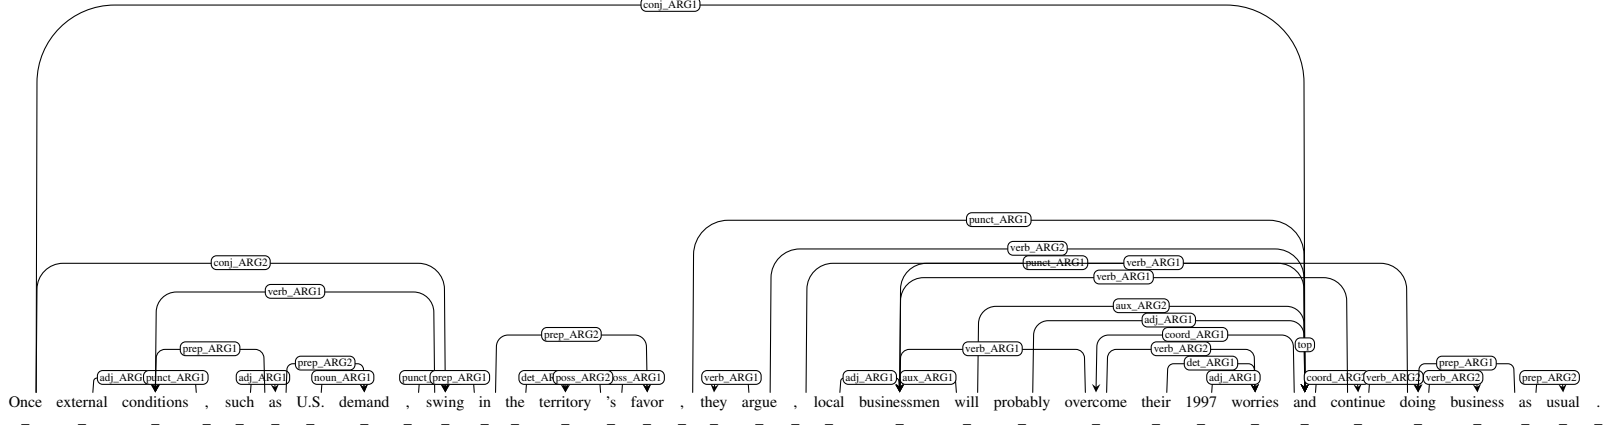 conj_ARG1
punct_ARG1
verb_ARG2
conj_ARG2 punct_ARG1 verb_ARG1
verb_ARG1
verb_ARG1
aux_ARG2
adj_ARG1
prep_ARG2 coord_ARG1
top
prep_ARG1 verb_ARG1 verb_ARG2
prep_ARG2 det_ARG1 prep_ARG1
punct_ARG1 adj_ARG1 noun_ARG1 prep_ARG1 poss_ARG2 verb_ARG1 adj_ARG1 aux_ARG1 adj_ARG1 verb_ARG2 verb_ARG1 prep_ARG2
Once external conditions , such as U.S. demand , swing in the territory 's favor , they argue , local businessmen will probably overcome their 1997 worries and continue doing business as usual .
_ _ _ _ _ _ _ _ _ _ _ _ _ _ _ _ _ _ _ _ _ _ _ _ _ _ _ _ _ _ _ _ _ _ _